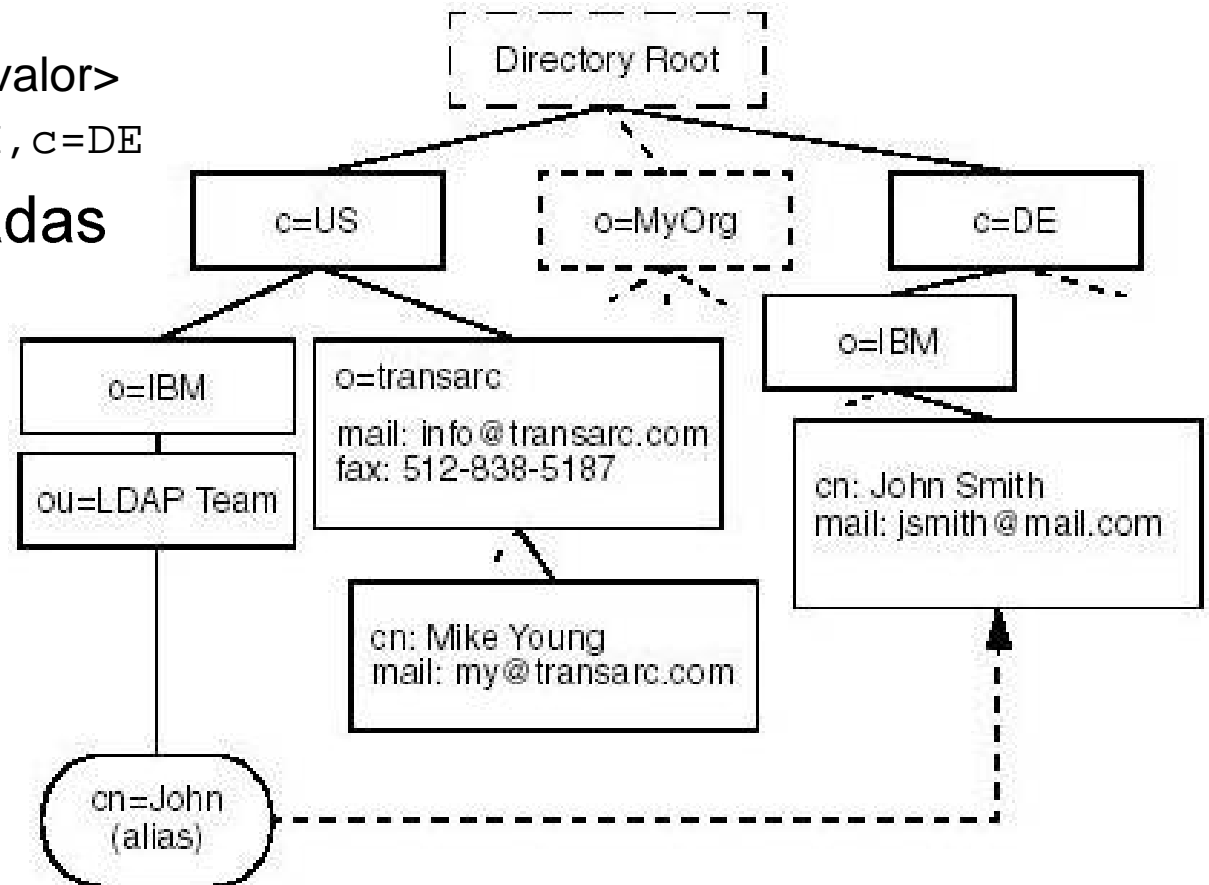 valor>
,c=DE
adas
Directory Root
c=US
o=MyOrg
c=DE
o=IBM
o=transarc
mail: info@transarc.com
fax: 512-838-5187
o=IBM
ou=LDAP Team
cn: John Smith
mail: jsmith@mail.com
cn: Mike Young
mail: my@transarc.com
cn=John
(alias)